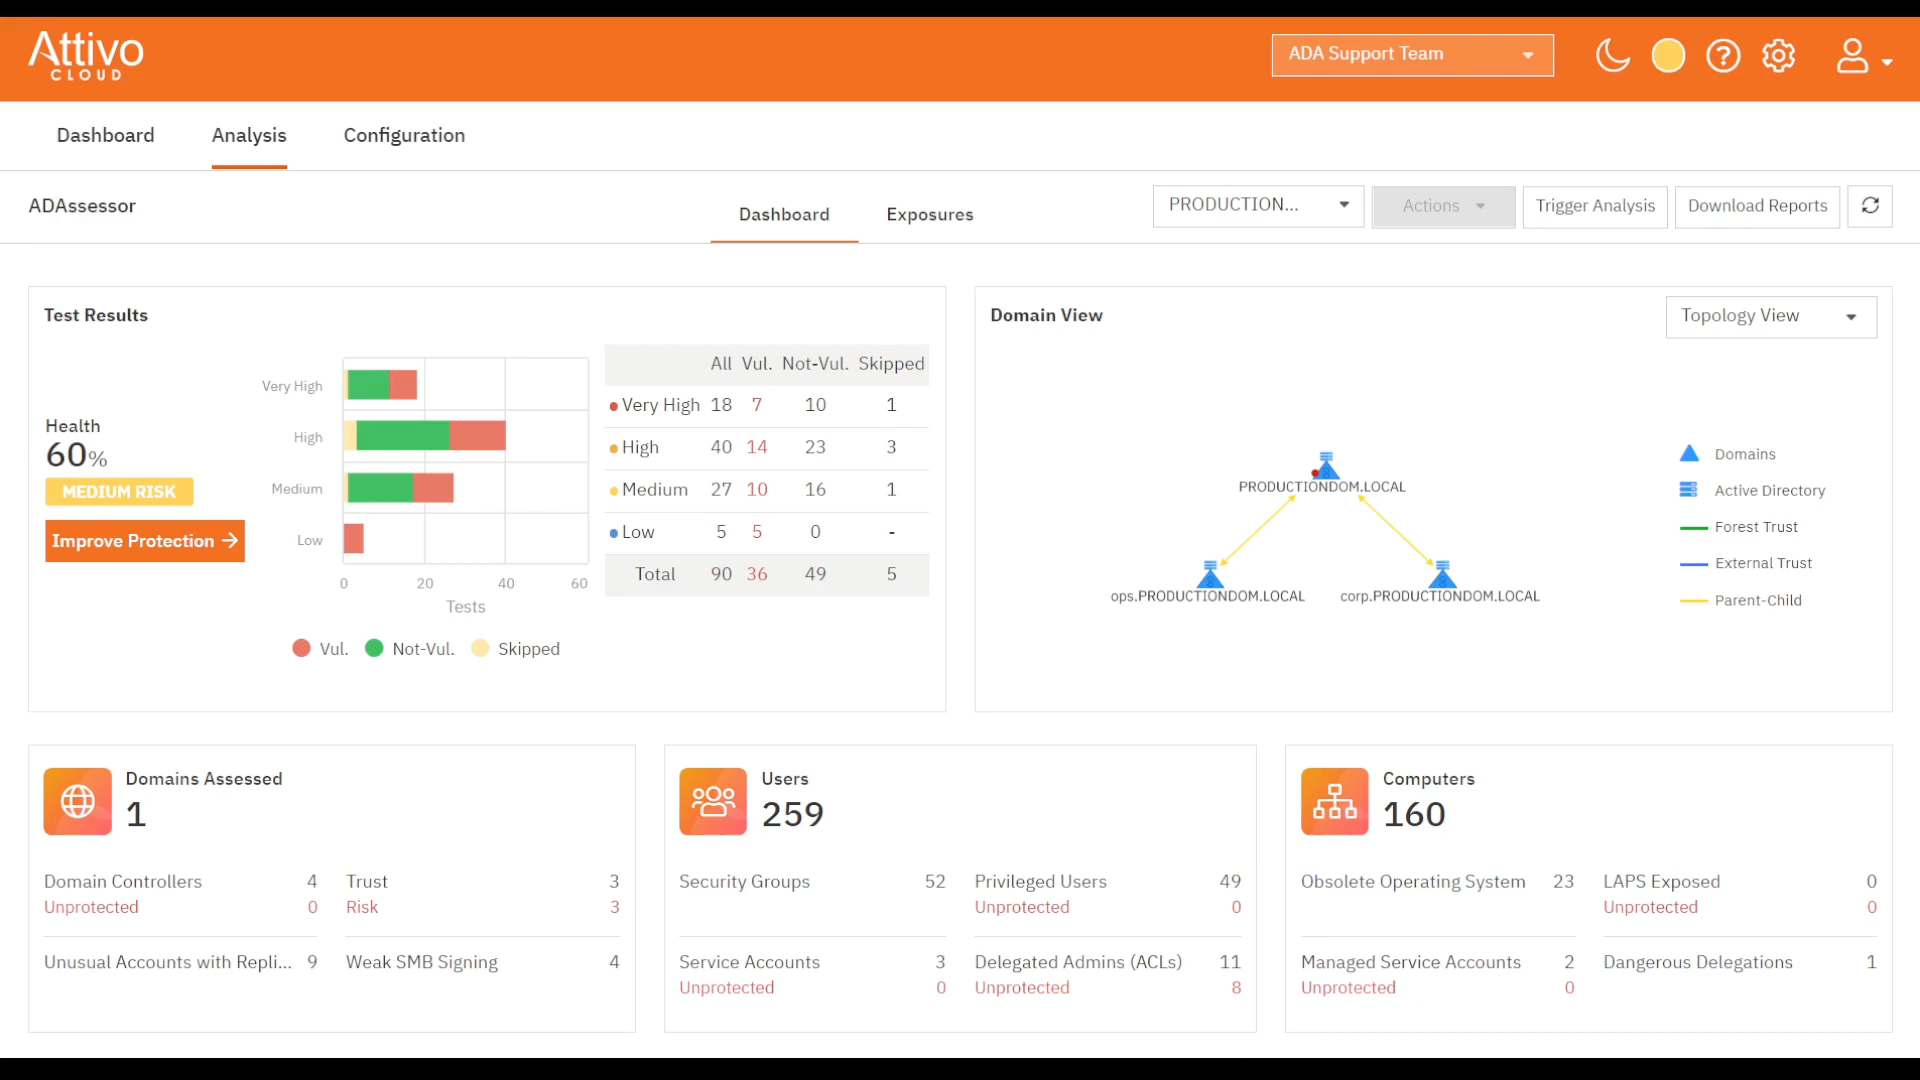 Attivo
CLOUD
ADA Support Team
Dashboard Analysis Configuration
ADAssessor
Dashboard Exposures
PRODUCTION... Actions Trigger Analysis Download Reports
Test Results
Health
60%
MEDIUM RISK
Improve Protection →
Very High
High
Medium
Low
0 20 40 60
Tests
Vul. Not-Vul. Skipped
All Vul. Not-Vul. Skipped
Very High 18 7 10 1
High 40 14 23 3
Medium 27 10 16 1
Low 5 5 0 -
Total 90 36 49 5
Domain View
Topology View
PRODUCTIONDOM.LOCAL
ops.PRODUCTIONDOM.LOCAL corp.PRODUCTIONDOM.LOCAL
Domains
Active Directory
Forest Trust
External Trust
Parent-Child
Domains Assessed
1
Domain Controllers 4
Unprotected 0
Trust 3
Risk 3
Unusual Accounts with Repli... 9
Weak SMB Signing 4
Users
259
Security Groups 52
Privileged Users 49
Unprotected 0
Service Accounts 3
Unprotected 0
Delegated Admins (ACLs) 11
Unprotected 8
Computers
160
Obsolete Operating System 23
LAPS Exposed 0
Unprotected 0
Managed Service Accounts 2
Unprotected 0
Dangerous Delegations 1